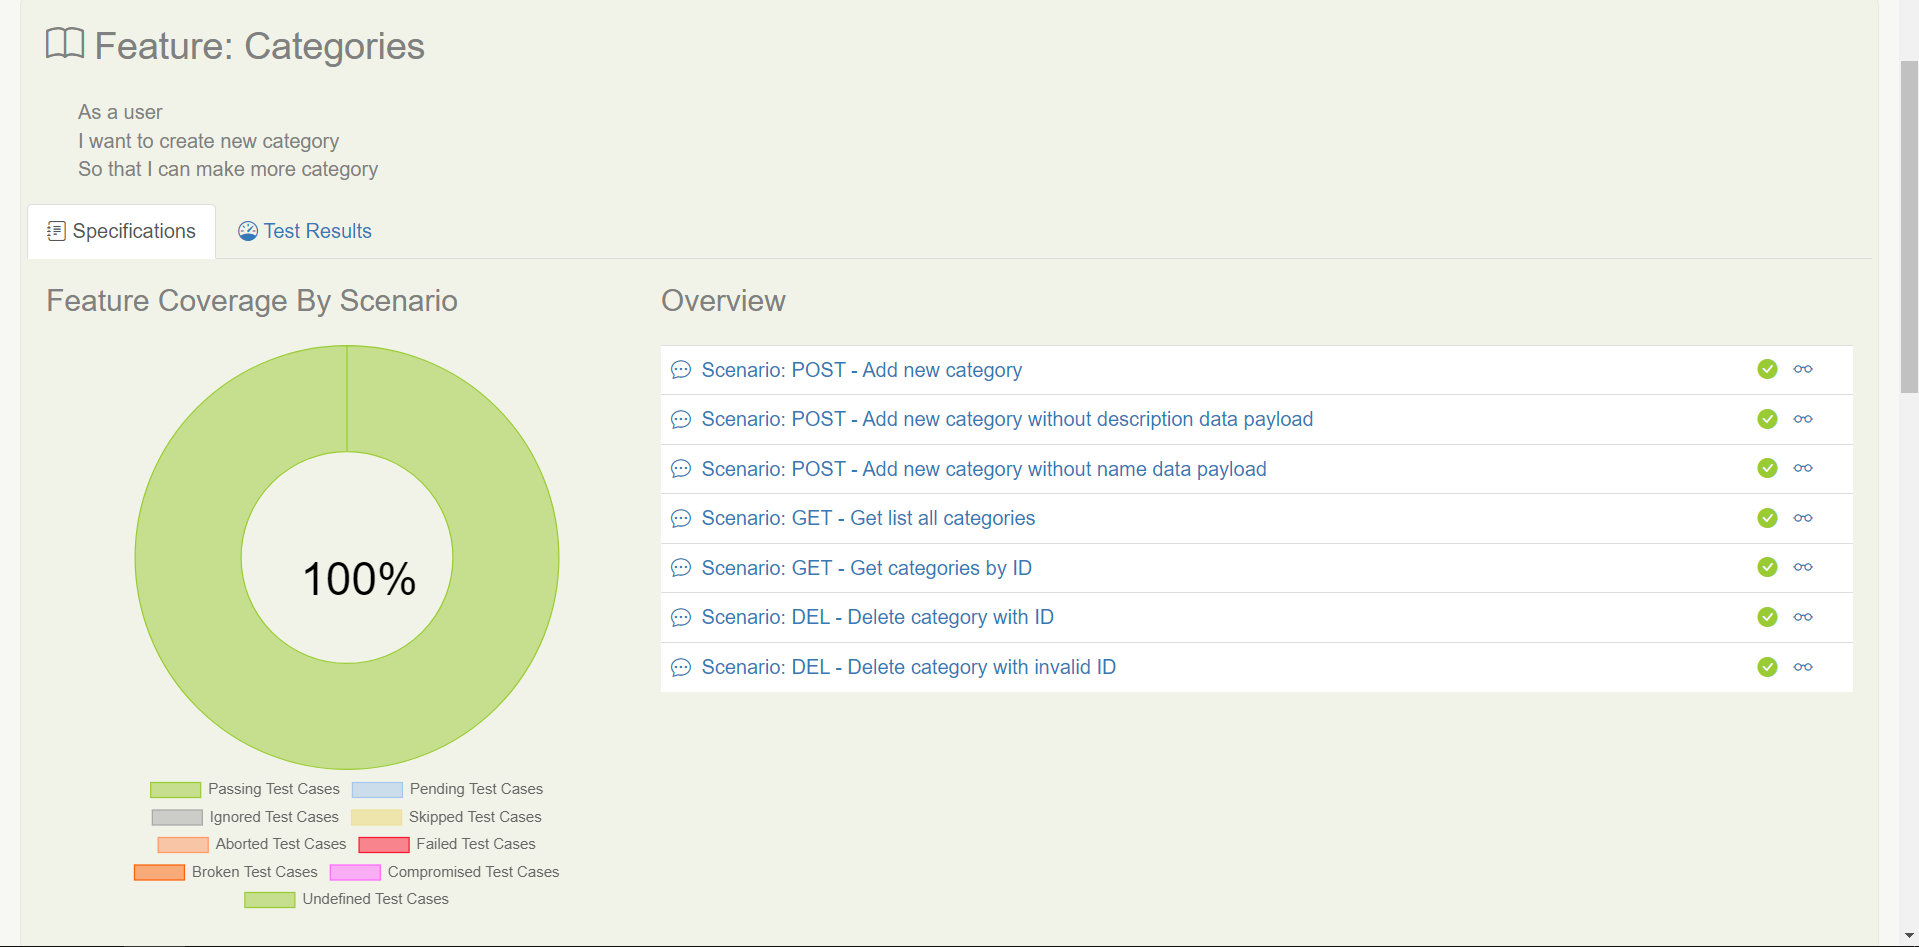 Feature: Categories
As a user
I want to create new category
So that I can make more category
Specifications
Test Results
Feature Coverage By Scenario
100%
Passing Test Cases
Pending Test Cases
Ignored Test Cases
Skipped Test Cases
Aborted Test Cases
Failed Test Cases
Broken Test Cases
Compromised Test Cases
Undefined Test Cases
Overview
Scenario: POST - Add new category
Scenario: POST - Add new category without description data payload
Scenario: POST - Add new category without name data payload
Scenario: GET - Get list all categories
Scenario: GET - Get categories by ID
Scenario: DEL - Delete category with ID
Scenario: DEL - Delete category with invalid ID